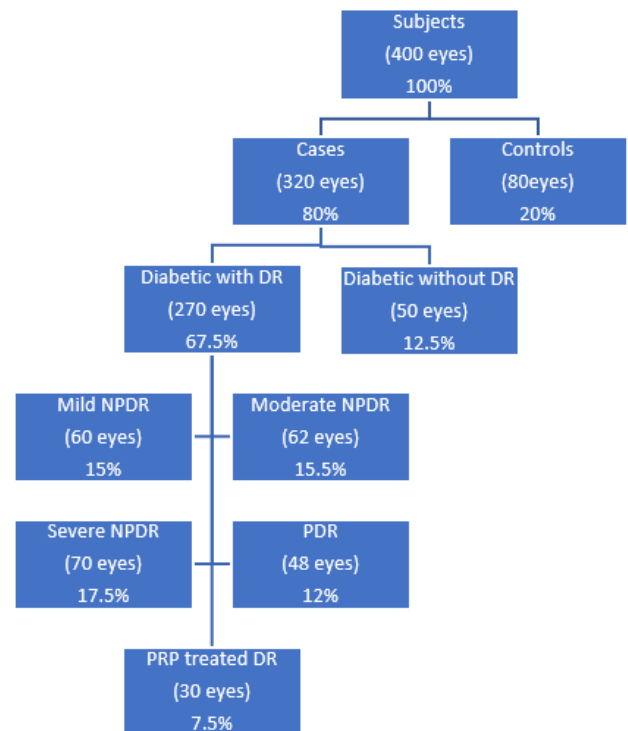 Subjects
(400 eyes)
100%
Cases
(320 eyes)
80%
Controls
(80eyes)
20%
Diabetic with DR
(270 eyes)
67.5%
Diabetic without DR
(50 eyes)
12.5%
Mild NPDR
(60 eyes)
15%
Moderate NPDR
(62 eyes)
15.5%
Severe NPDR
(70 eyes)
17.5%
PDR
(48 eyes)
12%
PRP treated DR
(30 eyes)
7.5%